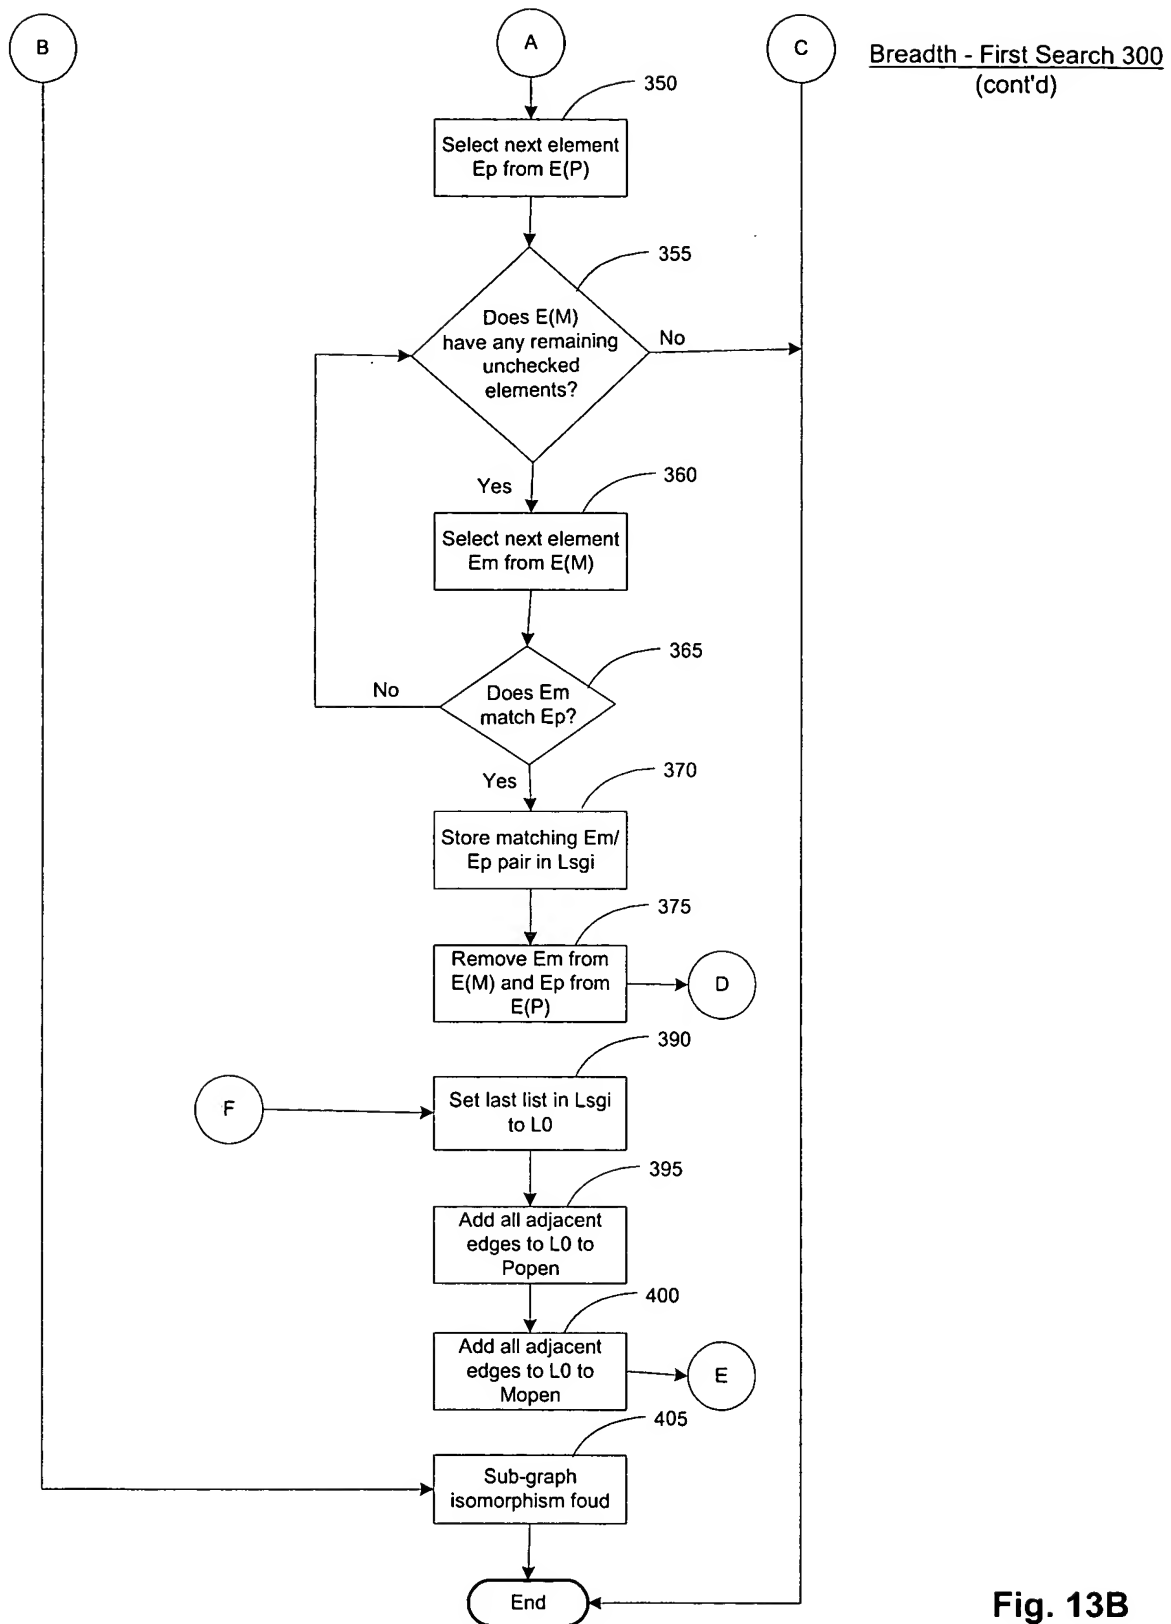 B
A
C
Breadth - First Search 300
(cont'd)
350
Select next element
Ep from E(P)
355
Does E(M)
have any remaining
unchecked
elements?
No
Yes
360
Select next element
Em from E(M)
365
No
Does Em
match Ep?
Yes
370
Store matching Em/
Ep pair in Lsgi
375
Remove Em from
E(M) and Ep from
E(P)
D
390
F
Set last list in Lsgi
to L0
395
Add all adjacent
edges to L0 to
Popen
400
Add all adjacent
edges to L0 to
Mopen
E
405
Sub-graph
isomorphism foud
End
Fig. 13B